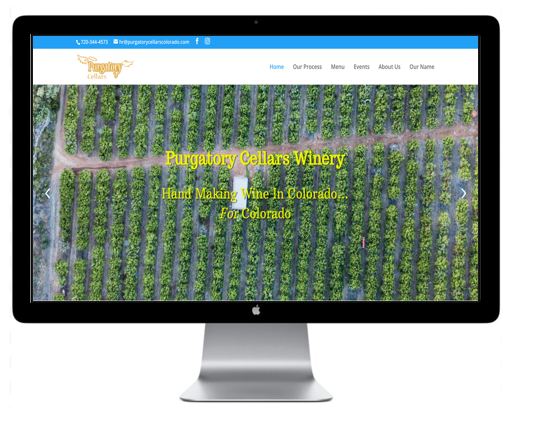 720-344-4573 hr@purgatorycellarscolorado.com
Purgatory
Cellars
Home Our Process Menu Events About Us Our Name
Purgatory Cellars Winery
Hand Making Wine In Colorado...
For Colorado